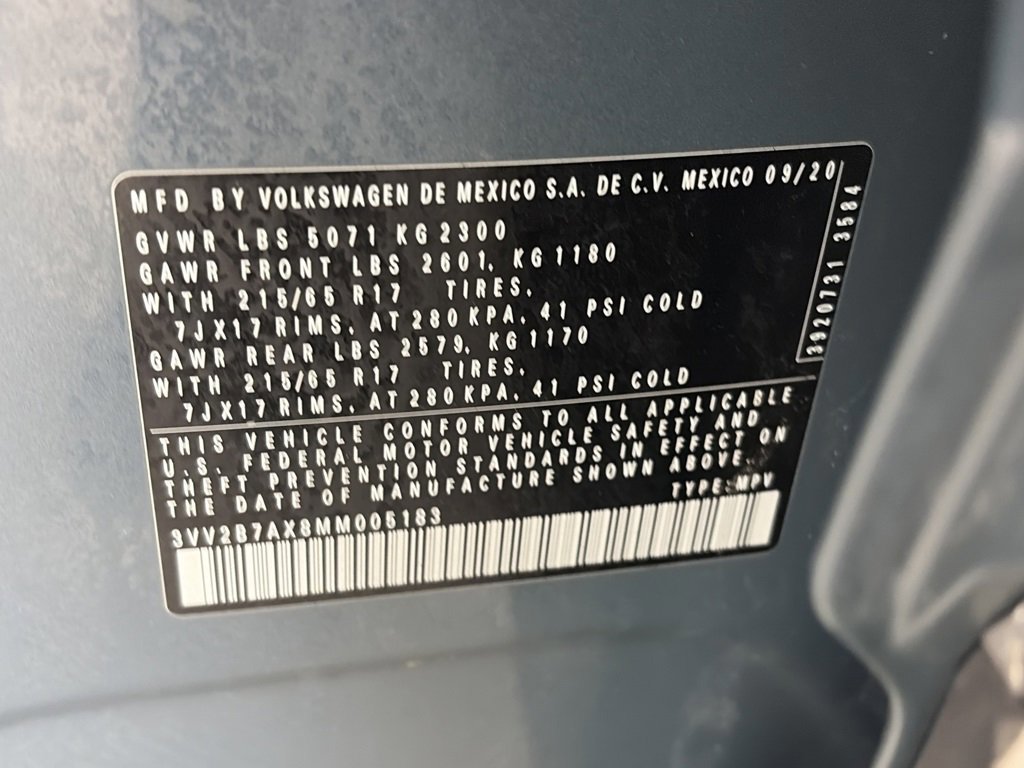 MFD BY VOLKSWAGEN DE MEXICO S.A. DE C.V. MEXICO 09/20
GVWR LBS 5071 KG 2300
GAWR FRONT LBS 2601, KG 1180
WITH 215/65 R17 TIRES,
7JX17 RIMS, AT 280 KPA, 41 PSI COLD
GAWR REAR LBS 2579, KG 1170
WITH 215/65 R17 TIRES,
7JX17 RIMS, AT 280 KPA, 41 PSI COLD
3920731 3584
THIS VEHICLE CONFORMS TO ALL APPLICABLE
U.S. FEDERAL MOTOR VEHICLE SAFETY AND
THEFT PREVENTION STANDARDS IN EFFECT ON
THE DATE OF MANUFACTURE SHOWN ABOVE.
TYPE: MPV
3VV2B7AX8MM005183